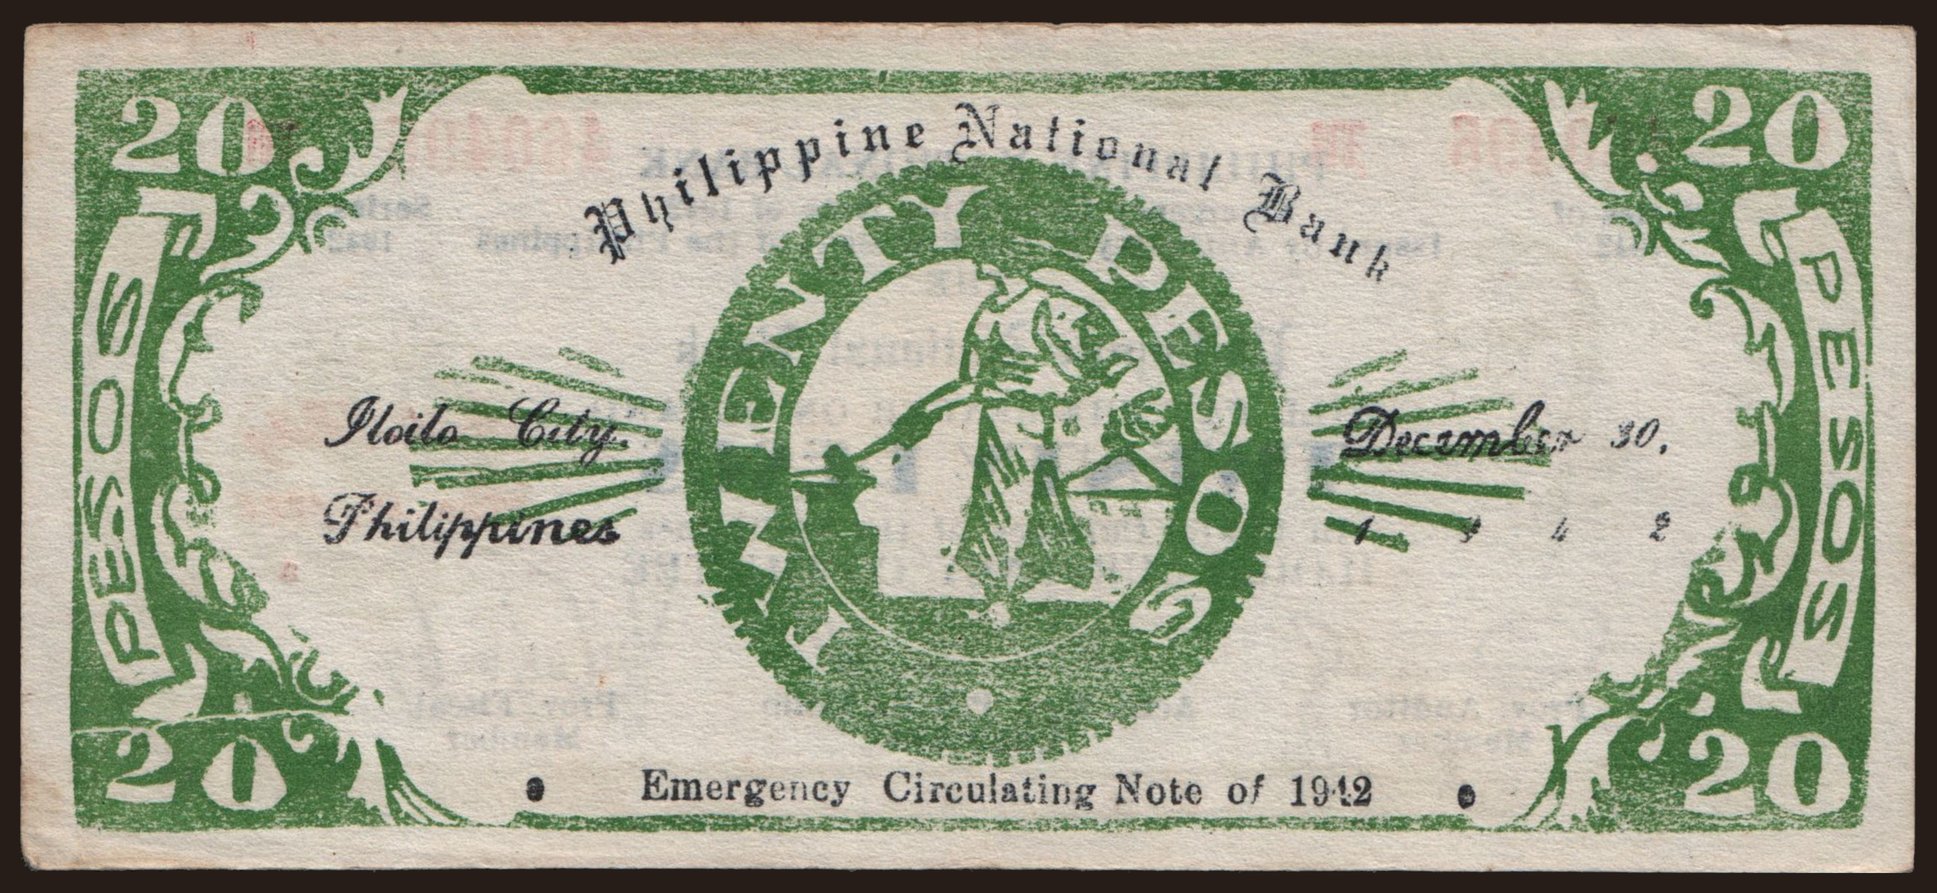 20 20
Philippine National Bank
TWENTY PESOS
PESOS PESOS
Iloilo City. December 30,
Philippines 1 9 4 2
20 20
Emergency Circulating Note of 1942